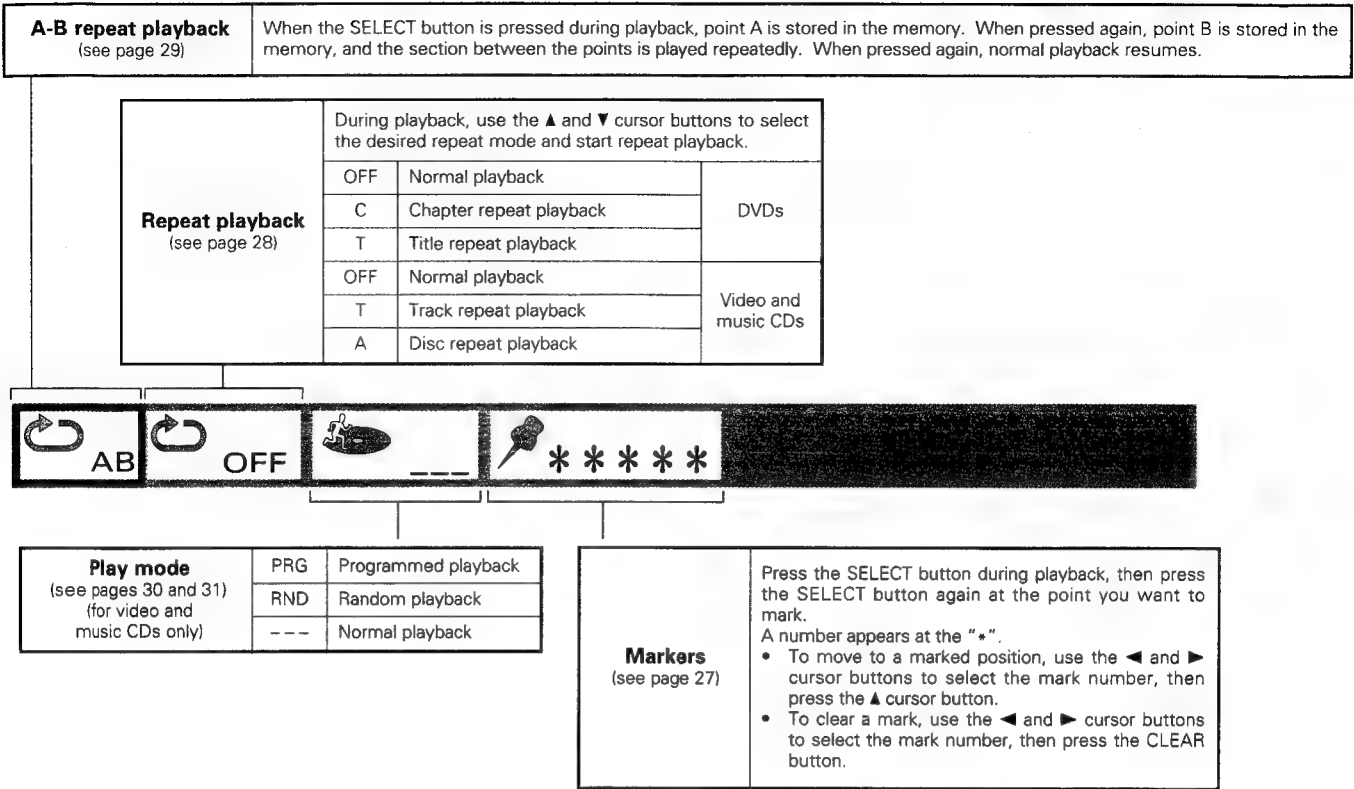 A-B repeat playback
(see page 29)
When the SELECT button is pressed during playback, point A is stored in the memory. When pressed again, point B is stored in the
memory, and the section between the points is played repeatedly. When pressed again, normal playback resumes.
Repeat playback
(see page 28)
During playback, use the ▲ and ▼ cursor buttons to select
the desired repeat mode and start repeat playback.
OFF Normal playback
C Chapter repeat playback
T Title repeat playback
DVDs
OFF Normal playback
T Track repeat playback
A Disc repeat playback
Video and
music CDs
AB
OFF
---
* * * * *
Play mode
(see pages 30 and 31)
(for video and
music CDs only)
PRG Programmed playback
RND Random playback
--- Normal playback
Markers
(see page 27)
Press the SELECT button during playback, then press
the SELECT button again at the point you want to
mark.
A number appears at the "*".
• To move to a marked position, use the ◀ and ▶
cursor buttons to select the mark number, then
press the ▲ cursor button.
• To clear a mark, use the ◀ and ▶ cursor buttons
to select the mark number, then press the CLEAR
button.